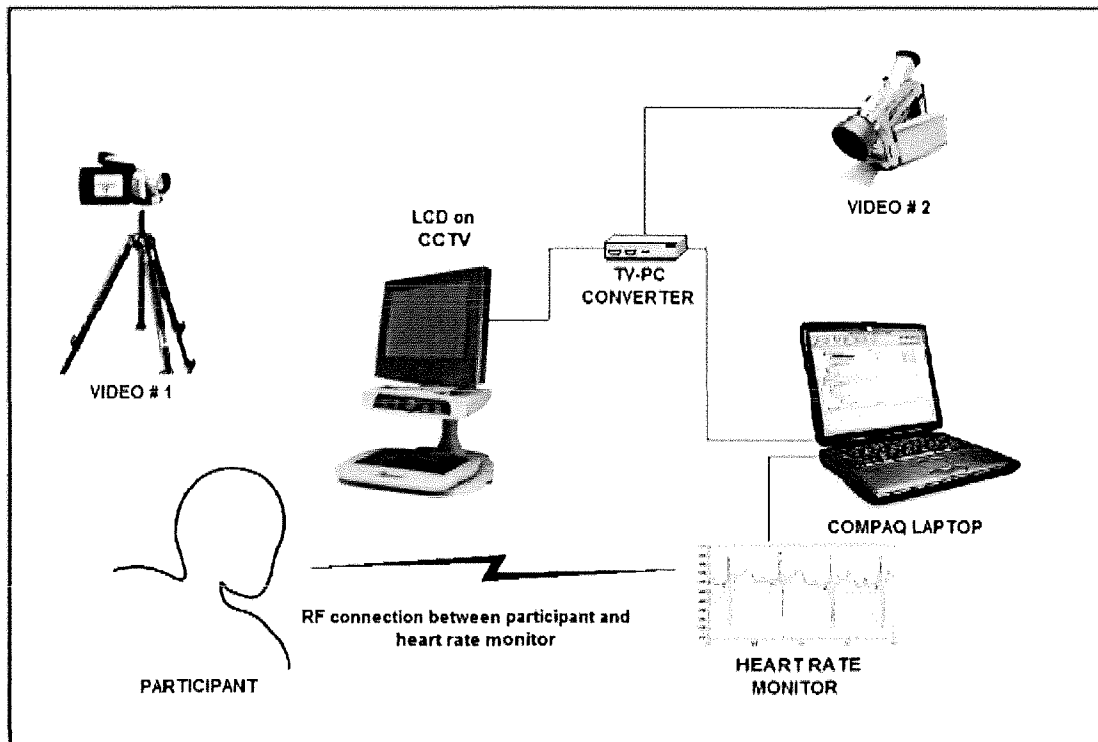 VIDEO # 2
LCD on
CCTV
TV-PC
CONVERTER
VIDEO # 1
COMPAQ LAPTOP
RF connection between participant and
heart rate monitor
HEART RATE
MONITOR
PARTICIPANT